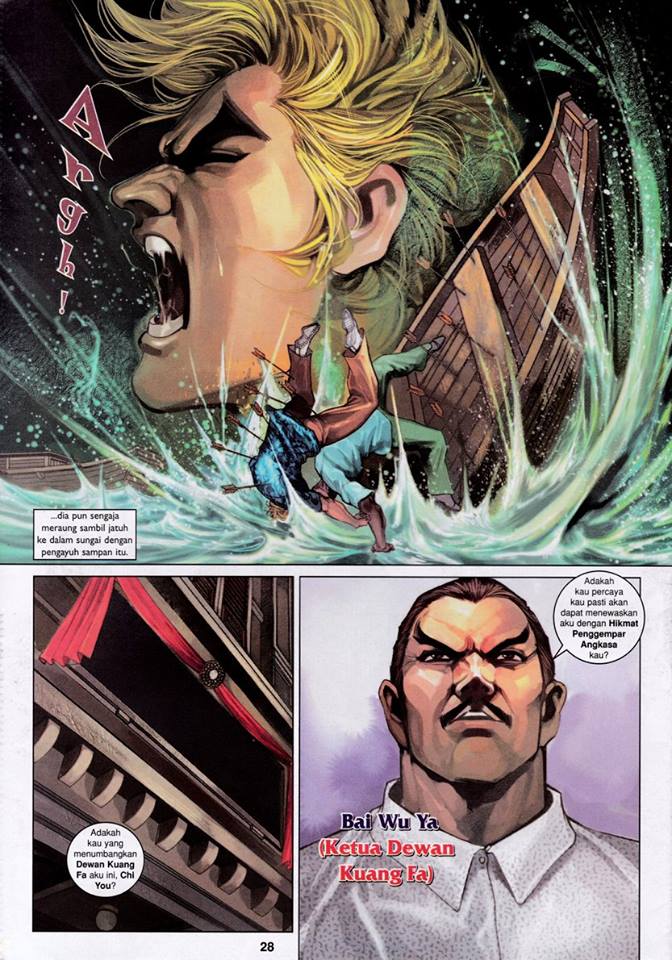 Argh!
...dia pun sengaja
meraung sambil jatuh
ke dalam sungai dengan
pengayuh sampan itu.
Adakah
kau yang
menumbangkan
Dewan Kuang
Fa aku ini, Chi
You?
Adakah
kau percaya
kau pasti akan
dapat menewaskan
aku dengan Hikmat
Penggempar
Angkasa
kau?
Bai Wu Ya
(Ketua Dewan
Kuang Fa)
28